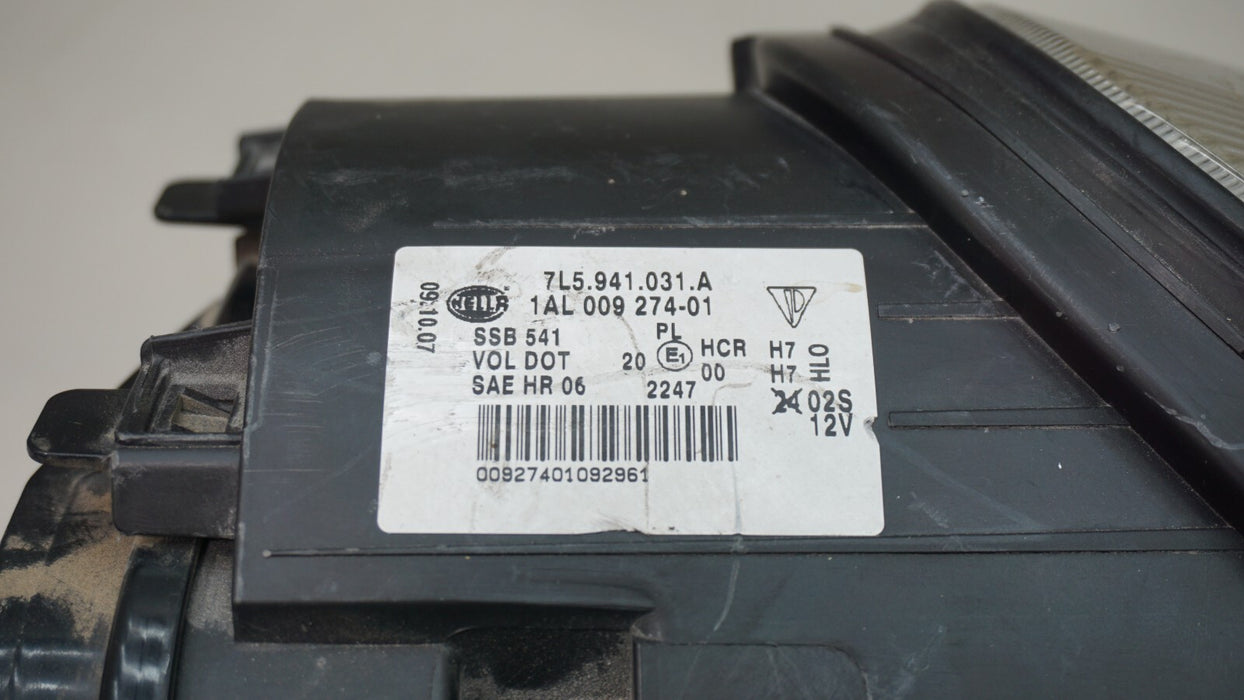 7L5.941.031.A
HELLA
1AL 009 274-01
09.10.07
SSB 541
VOL DOT
SAE HR 06
PL
20 E1 HCR
00
2247
H7
H7
HL0
24 02S
12V
00927401092961